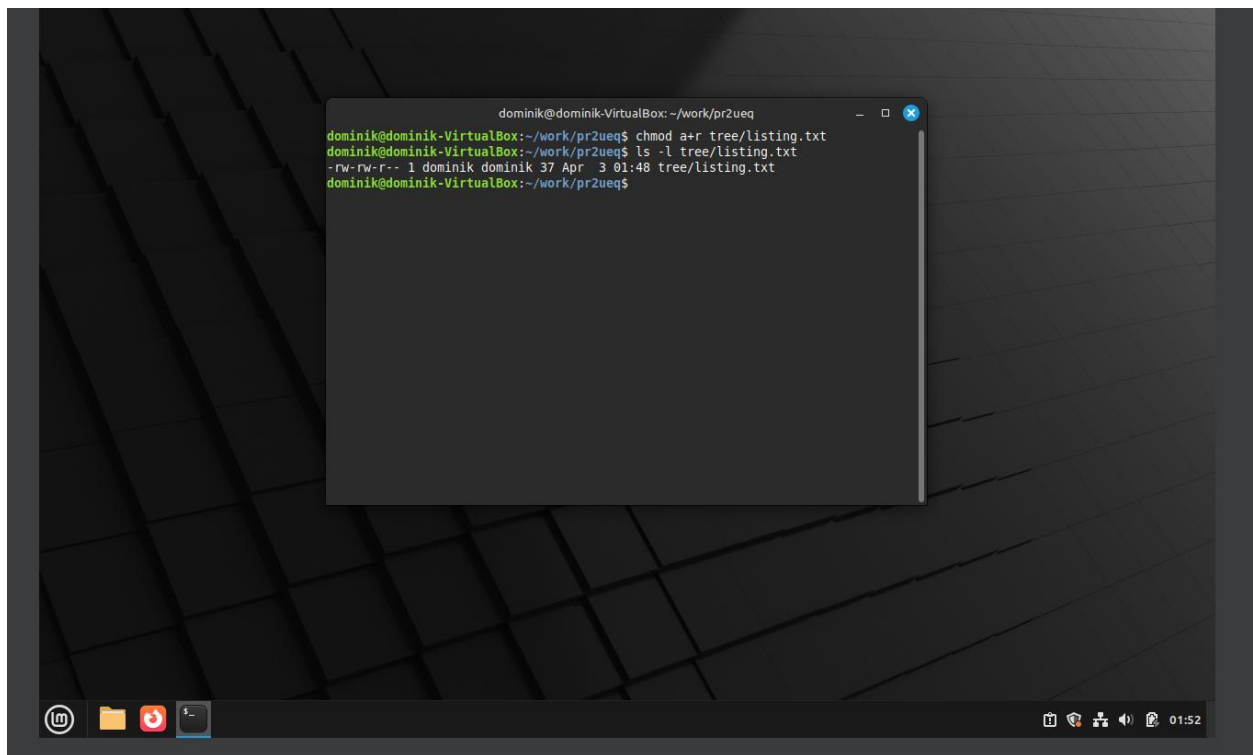 dominik@dominik-VirtualBox: ~/work/pr2ueq
dominik@dominik-VirtualBox:~/work/pr2ueq$ chmod a+r tree/listing.txt
dominik@dominik-VirtualBox:~/work/pr2ueq$ ls -l tree/listing.txt
-rw-rw-r-- 1 dominik dominik 37 Apr  3 01:48 tree/listing.txt
dominik@dominik-VirtualBox:~/work/pr2ueq$
$_
01:52